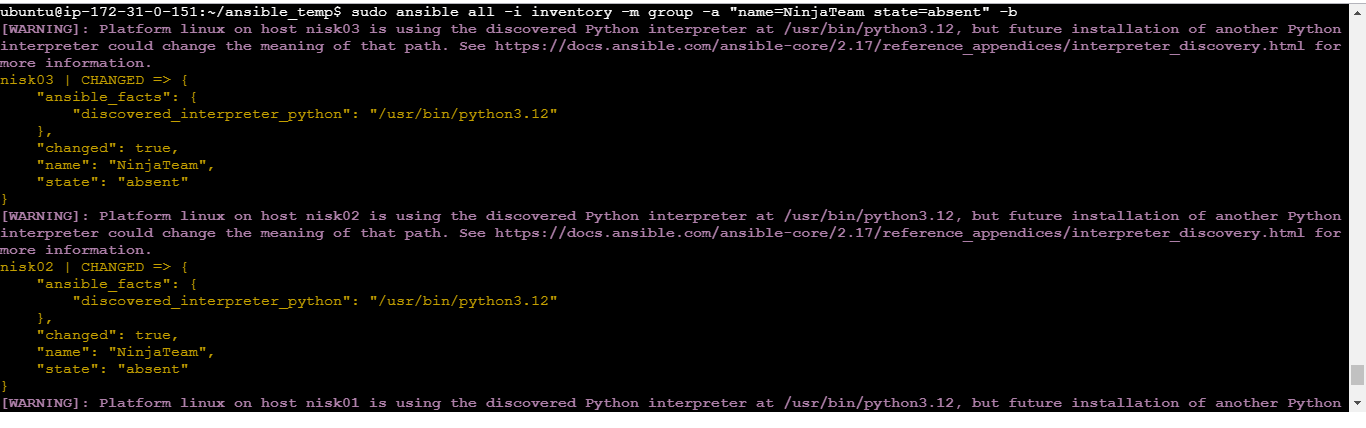 ubuntu@ip-172-31-0-151:~/ansible_temp$ sudo ansible all -i inventory -m group -a "name=NinjaTeam state=absent" -b
[WARNING]: Platform linux on host nisk03 is using the discovered Python interpreter at /usr/bin/python3.12, but future installation of another Python
interpreter could change the meaning of that path. See https://docs.ansible.com/ansible-core/2.17/reference_appendices/interpreter_discovery.html for
more information.
nisk03 | CHANGED => {
    "ansible_facts": {
        "discovered_interpreter_python": "/usr/bin/python3.12"
    },
    "changed": true,
    "name": "NinjaTeam",
    "state": "absent"
}
[WARNING]: Platform linux on host nisk02 is using the discovered Python interpreter at /usr/bin/python3.12, but future installation of another Python
interpreter could change the meaning of that path. See https://docs.ansible.com/ansible-core/2.17/reference_appendices/interpreter_discovery.html for
more information.
nisk02 | CHANGED => {
    "ansible_facts": {
        "discovered_interpreter_python": "/usr/bin/python3.12"
    },
    "changed": true,
    "name": "NinjaTeam",
    "state": "absent"
}
[WARNING]: Platform linux on host nisk01 is using the discovered Python interpreter at /usr/bin/python3.12, but future installation of another Python